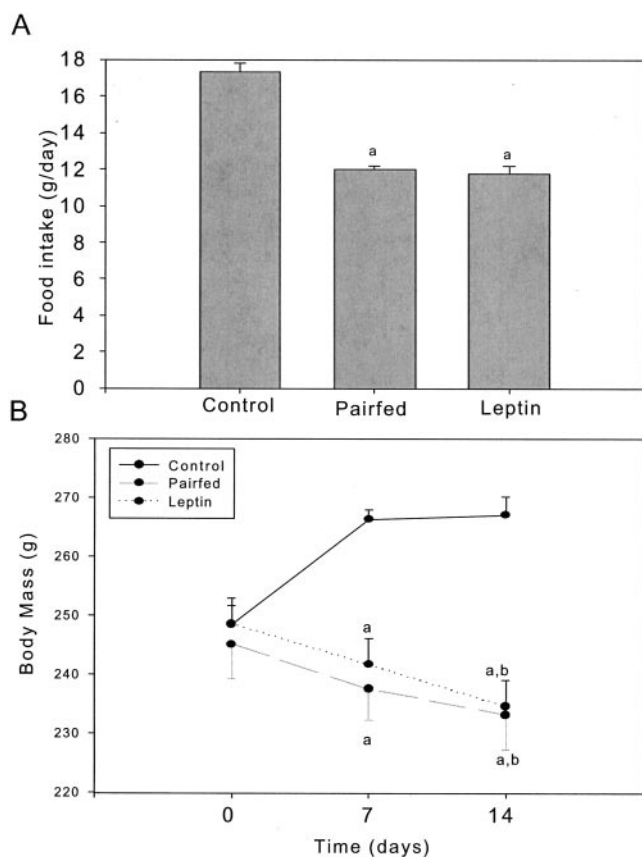 A
Food intake (g/day)
18
16
14
12
10
8
6
4
2
0
a
a
Control
Pairfed
Leptin
B
Body Mass (g)
280
270
260
250
240
230
220
Control
Pairfed
Leptin
a
a
a,b
a,b
0
7
14
Time (days)